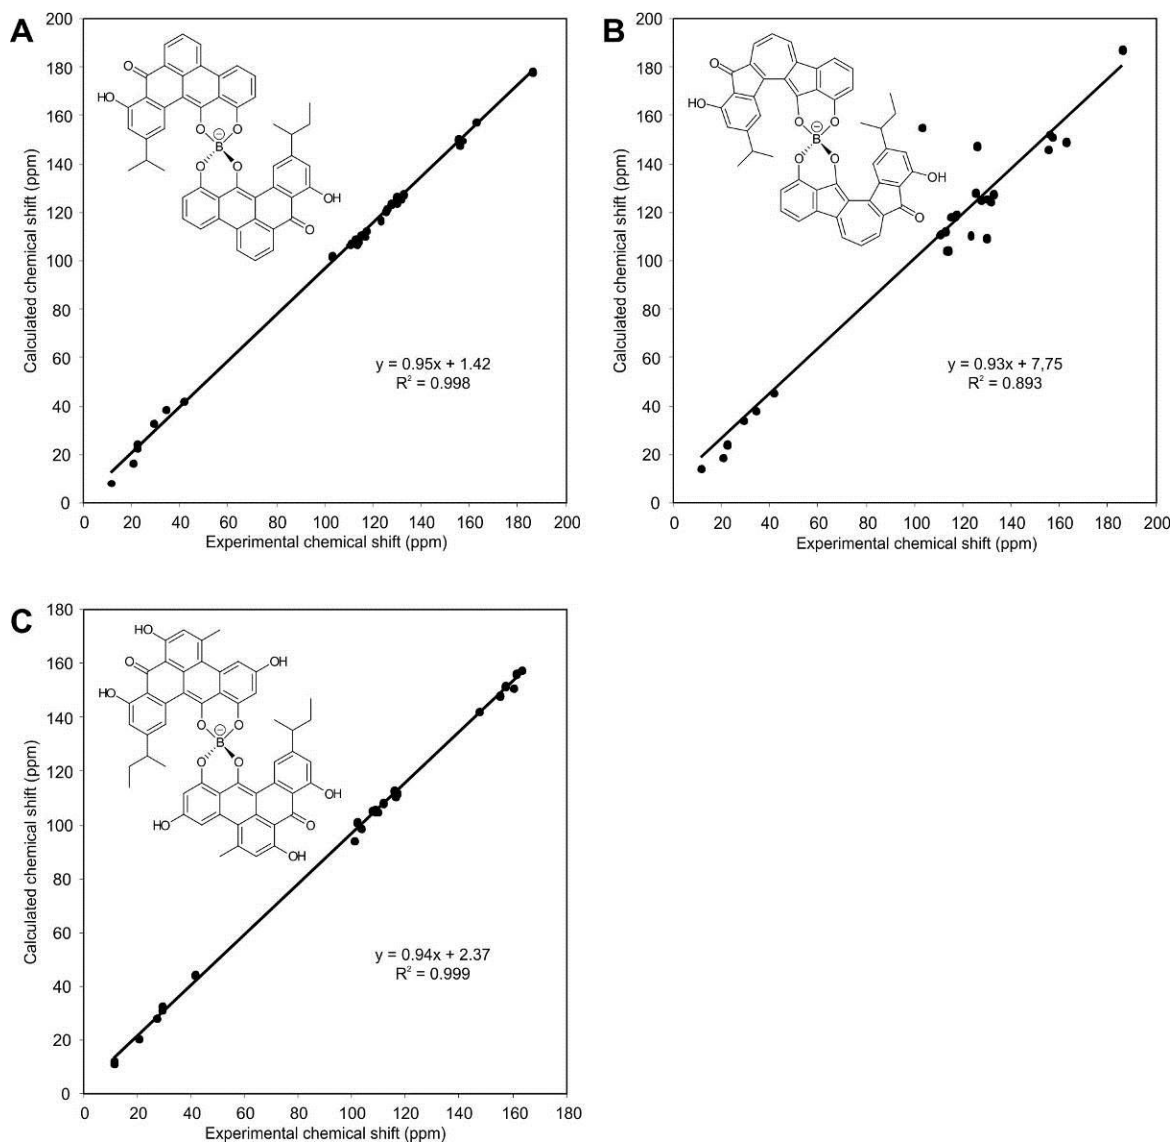 A
Calculated chemical shift (ppm)
200
180
160
140
120
100
80
60
40
20
0
O
HO
O
O
B
⊖
O
O
OH
O
y = 0.95x + 1.42
R² = 0.998
0 20 40 60 80 100 120 140 160 180 200
Experimental chemical shift (ppm)
B
Calculated chemical shift (ppm)
200
180
160
140
120
100
80
60
40
20
0
O
HO
O
O
B
⊖
O
O
OH
O
y = 0.93x + 7,75
R² = 0.893
0 20 40 60 80 100 120 140 160 180 200
Experimental chemical shift (ppm)
C
Calculated chemical shift (ppm)
180
160
140
120
100
80
60
40
20
0
HO
O
OH
HO
O
O
B
⊖
O
O
OH
HO
O
OH
y = 0.94x + 2.37
R² = 0.999
0 20 40 60 80 100 120 140 160 180
Experimental chemical shift (ppm)